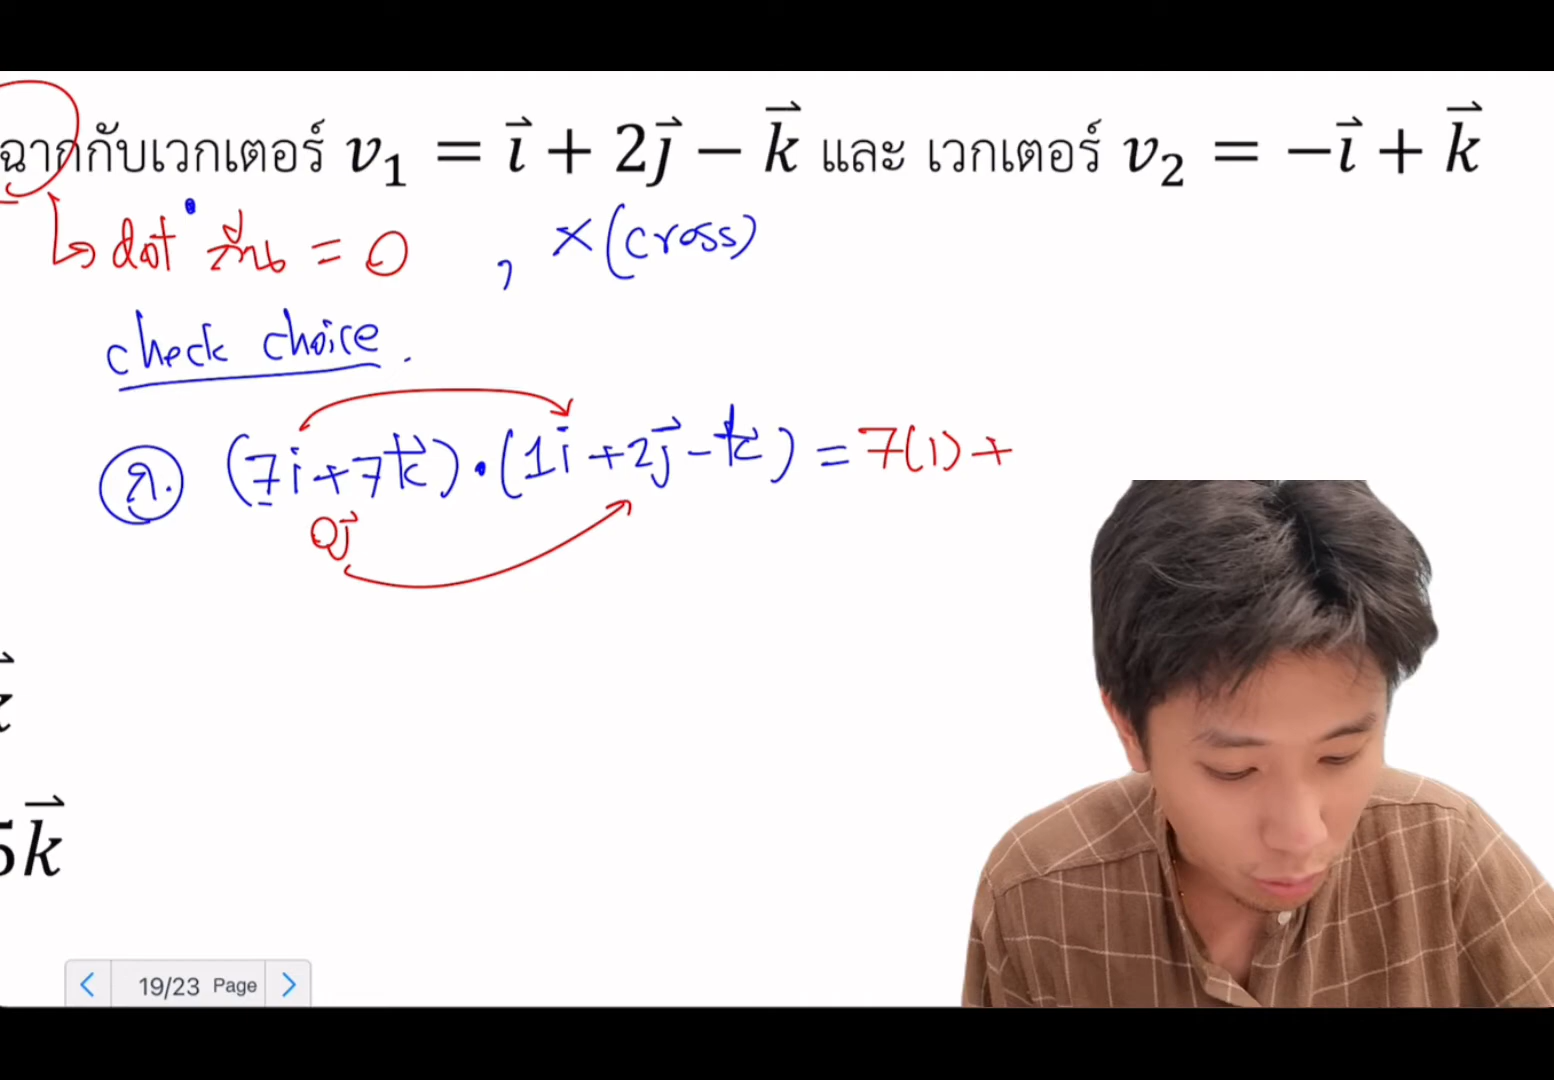 ฉากกับเวกเตอร์ v₁ = i⃗ + 2j⃗ − k⃗ และ เวกเตอร์ v₂ = −i⃗ + k⃗
↳ dot กัน = 0 , × (cross)
check choice.
(7i + 7k⃗) · (1i⃗ + 2j⃗ − k⃗) = 7(1) +
0j⃗
5k⃗
19/23 Page